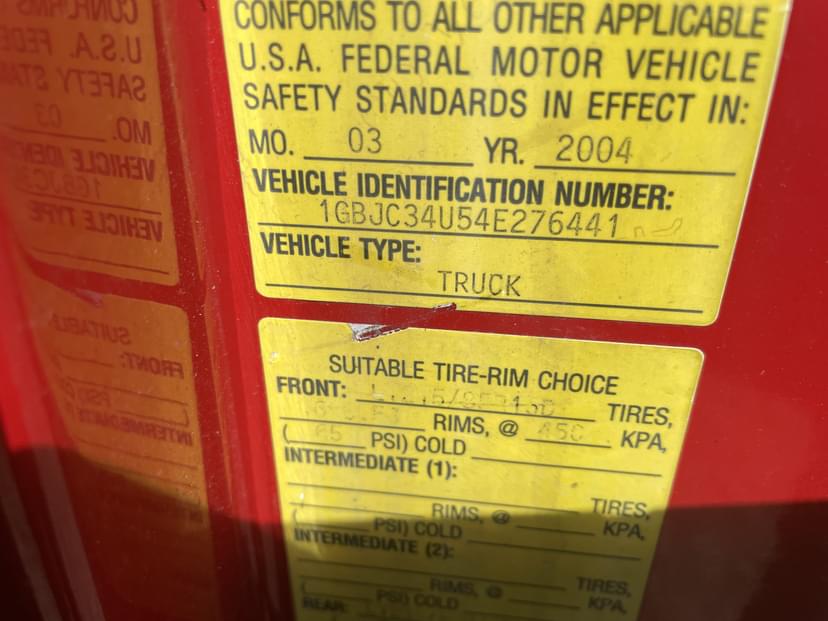 CONFORMS TO ALL OTHER APPLICABLE
U.S.A. FEDERAL MOTOR VEHICLE
SAFETY STANDARDS IN EFFECT IN:
MO. 03 YR. 2004
VEHICLE IDENTIFICATION NUMBER:
1GBJC34U54E276441
VEHICLE TYPE:
TRUCK
SUITABLE TIRE-RIM CHOICE
FRONT: TIRES,
RIMS, @ 450 KPA,
( 65 PSI) COLD
INTERMEDIATE (1):
TIRES,
RIMS, @ KPA,
( PSI) COLD
INTERMEDIATE (2):
TIRES,
RIMS, @ KPA,
( PSI) COLD
REAR: